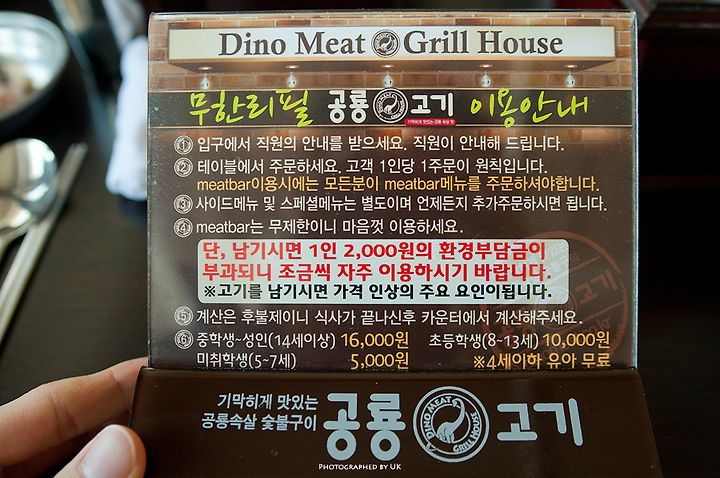 Dino Meat Grill House
무한리필 공룡고기 이용안내
기막히게 맛있는 공룡 속살 맛
① 입구에서 직원의 안내를 받으세요. 직원이 안내해 드립니다.
② 테이블에서 주문하세요. 고객 1인당 1주문이 원칙입니다.
meatbar이용시에는 모든분이 meatbar메뉴를 주문하셔야합니다.
③ 사이드메뉴 및 스페셜메뉴는 별도이며 언제든지 추가주문하시면 됩니다.
④ meatbar는 무제한이니 마음껏 이용하세요.
단, 남기시면 1인 2,000원의 환경부담금이
부과되니 조금씩 자주 이용하시기 바랍니다.
※고기를 남기시면 가격 인상의 주요 요인이됩니다.
⑤ 계산은 후불제이니 식사가 끝나신후 카운터에서 계산해주세요.
⑥ 중학생~성인(14세이상) 16,000원 초등학생(8~13세) 10,000원
미취학생(5~7세) 5,000원 ※4세이하 유아 무료
기막히게 맛있는
공룡속살 숯불구이
공룡 A DINO MEAT GRILL HOUSE 고기
PHOTOGRAPHED BY UK